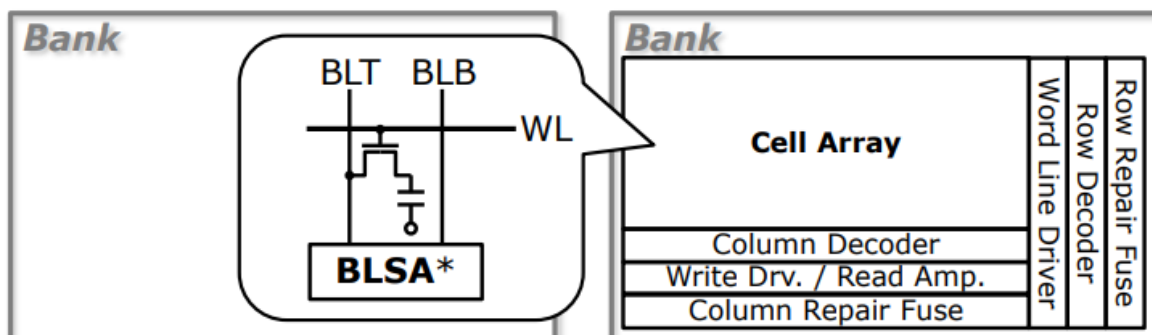 Bank
BLT BLB
WL
BLSA*
Bank
Cell Array
Column Decoder
Write Drv. / Read Amp.
Column Repair Fuse
Word Line Driver
Row Decoder
Row Repair Fuse